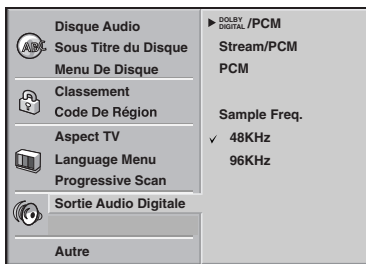 Disque Audio
ABC
Sous Titre du Disque
Menu De Disque
Classement
Code De Région
Aspect TV
Language Menu
Progressive Scan
Sortie Audio Digitale
Autre
DOLBY DIGITAL /PCM
Stream/PCM
PCM
Sample Freq.
48KHz
96KHz